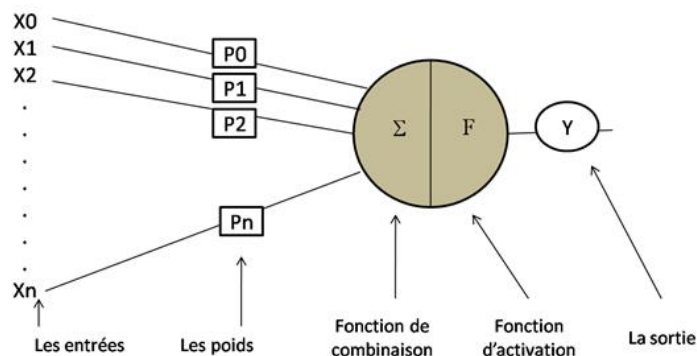 X0
X1
X2
P0
P1
P2
Σ
F
Y
Pn
Xn
Les entrées
Les poids
Fonction de
combinaison
Fonction
d'activation
La sortie